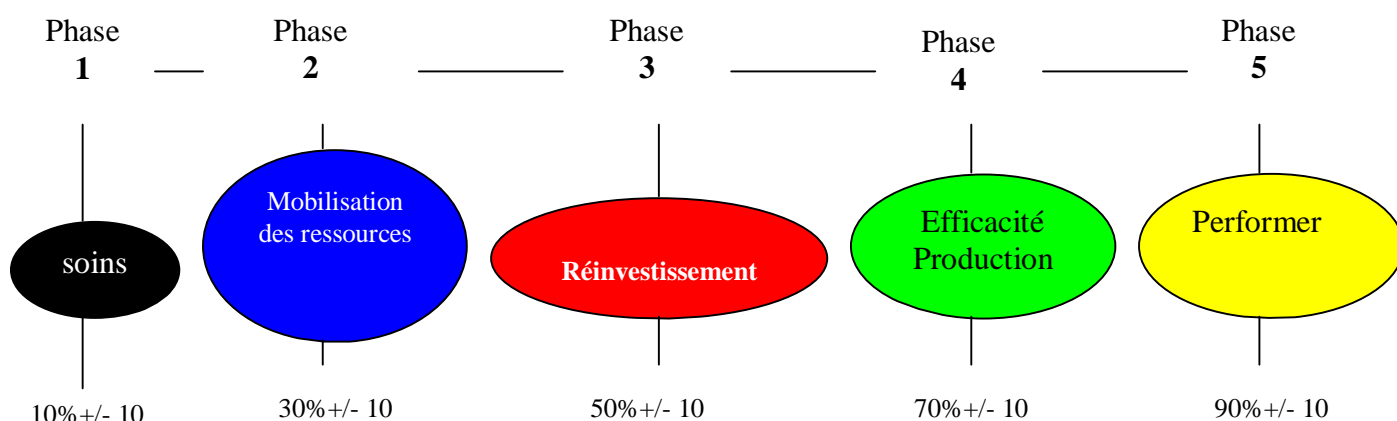 Phase
1
Phase
2
Phase
3
Phase
4
Phase
5
soins
Mobilisation
des ressources
Réinvestissement
Efficacité
Production
Performer
10%+/- 10
30%+/- 10
50%+/- 10
70%+/- 10
90%+/- 10